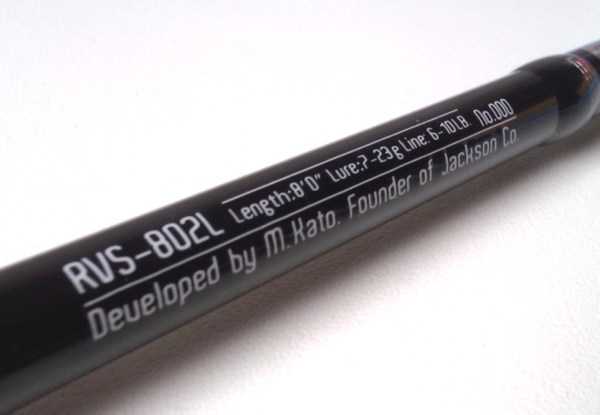 RVS-802L Length:8'0" Lure:7-23g Line:6-10LB. No.000
Developed by M.Kato. Founder of Jackson Co.